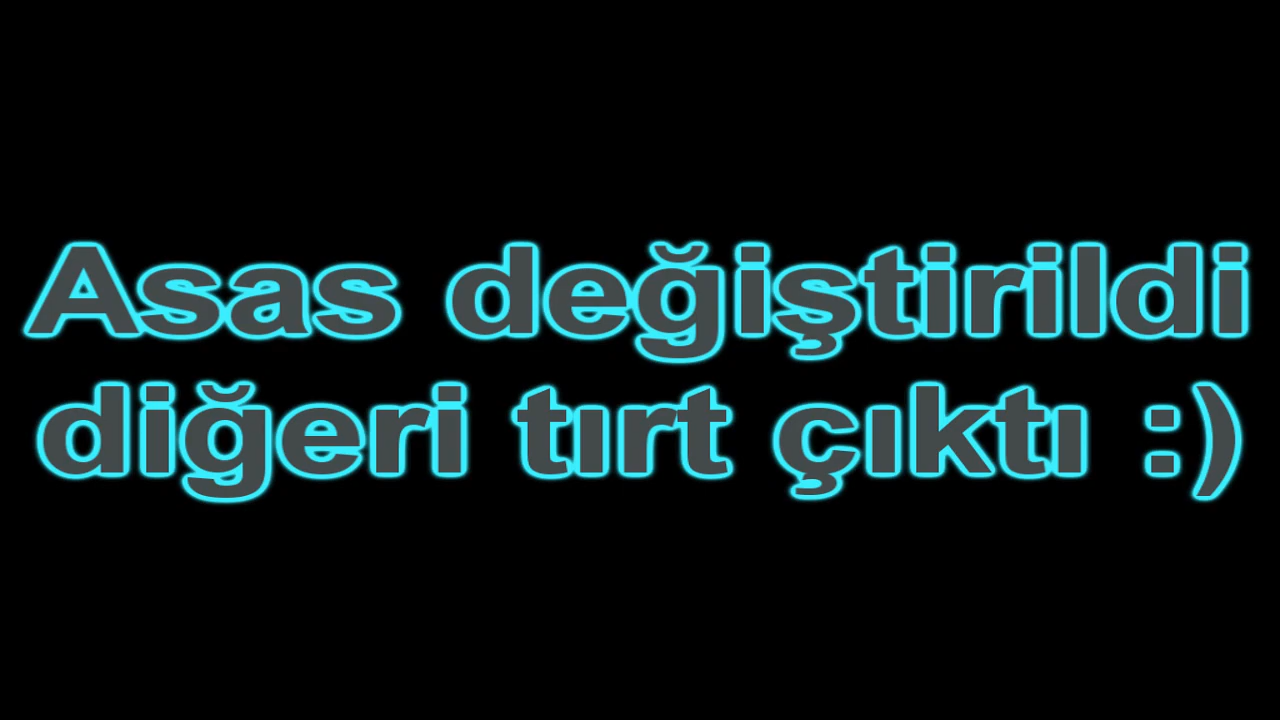 Asas değiştirildi
diğeri tırt çıktı :)